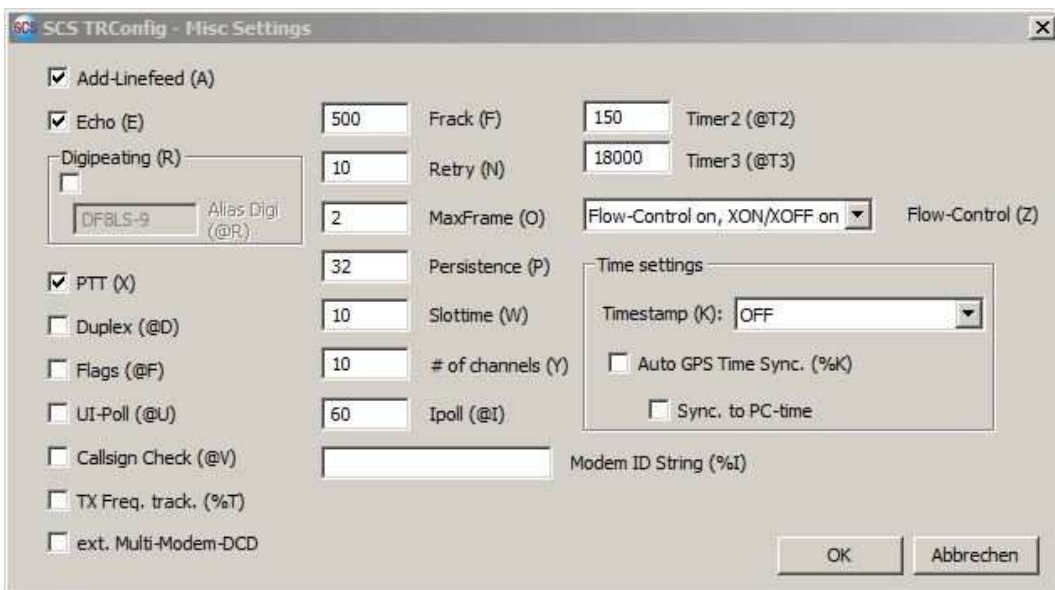 SCS SCS TRConfig - Misc Settings
Add-Linefeed (A)
Echo (E)
Digipeating (R)
DF8LS-9
Alias Digi
(@R)
PTT (X)
Duplex (@D)
Flags (@F)
UI-Poll (@U)
Callsign Check (@V)
TX Freq. track. (%T)
ext. Multi-Modem-DCD
500 Frack (F)
10 Retry (N)
2 MaxFrame (O)
32 Persistence (P)
10 Slottime (W)
10 # of channels (Y)
60 Ipoll (@I)
Modem ID String (%I)
150 Timer2 (@T2)
18000 Timer3 (@T3)
Flow-Control on, XON/XOFF on Flow-Control (Z)
Time settings
Timestamp (K): OFF
Auto GPS Time Sync. (%K)
Sync. to PC-time
OK Abbrechen